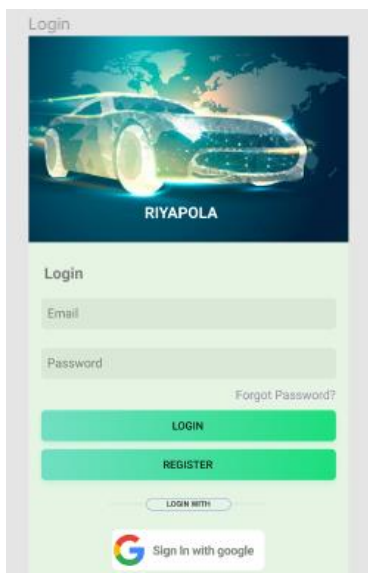 Login
RIYAPOLA
Login
Email
Password
Forgot Password?
LOGIN
REGISTER
LOGIN WITH
Sign In with google